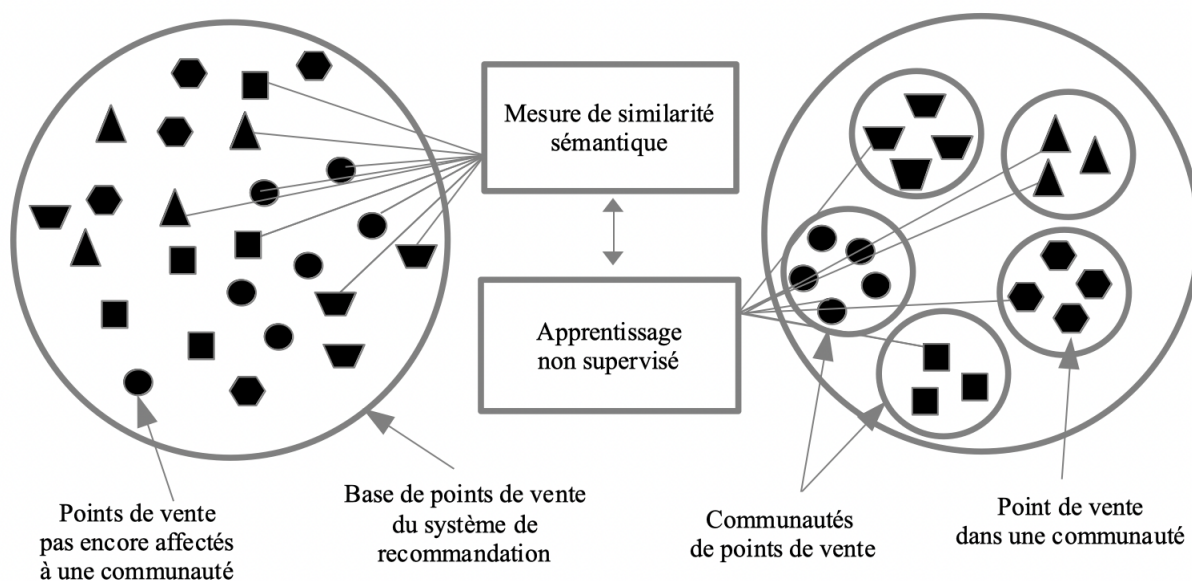 Mesure de similarité
sémantique
Apprentissage
non supervisé
Points de vente
pas encore affectés
à une communauté
Base de points de vente
du système de
recommandation
Communautés
de points de vente
Point de vente
dans une communauté